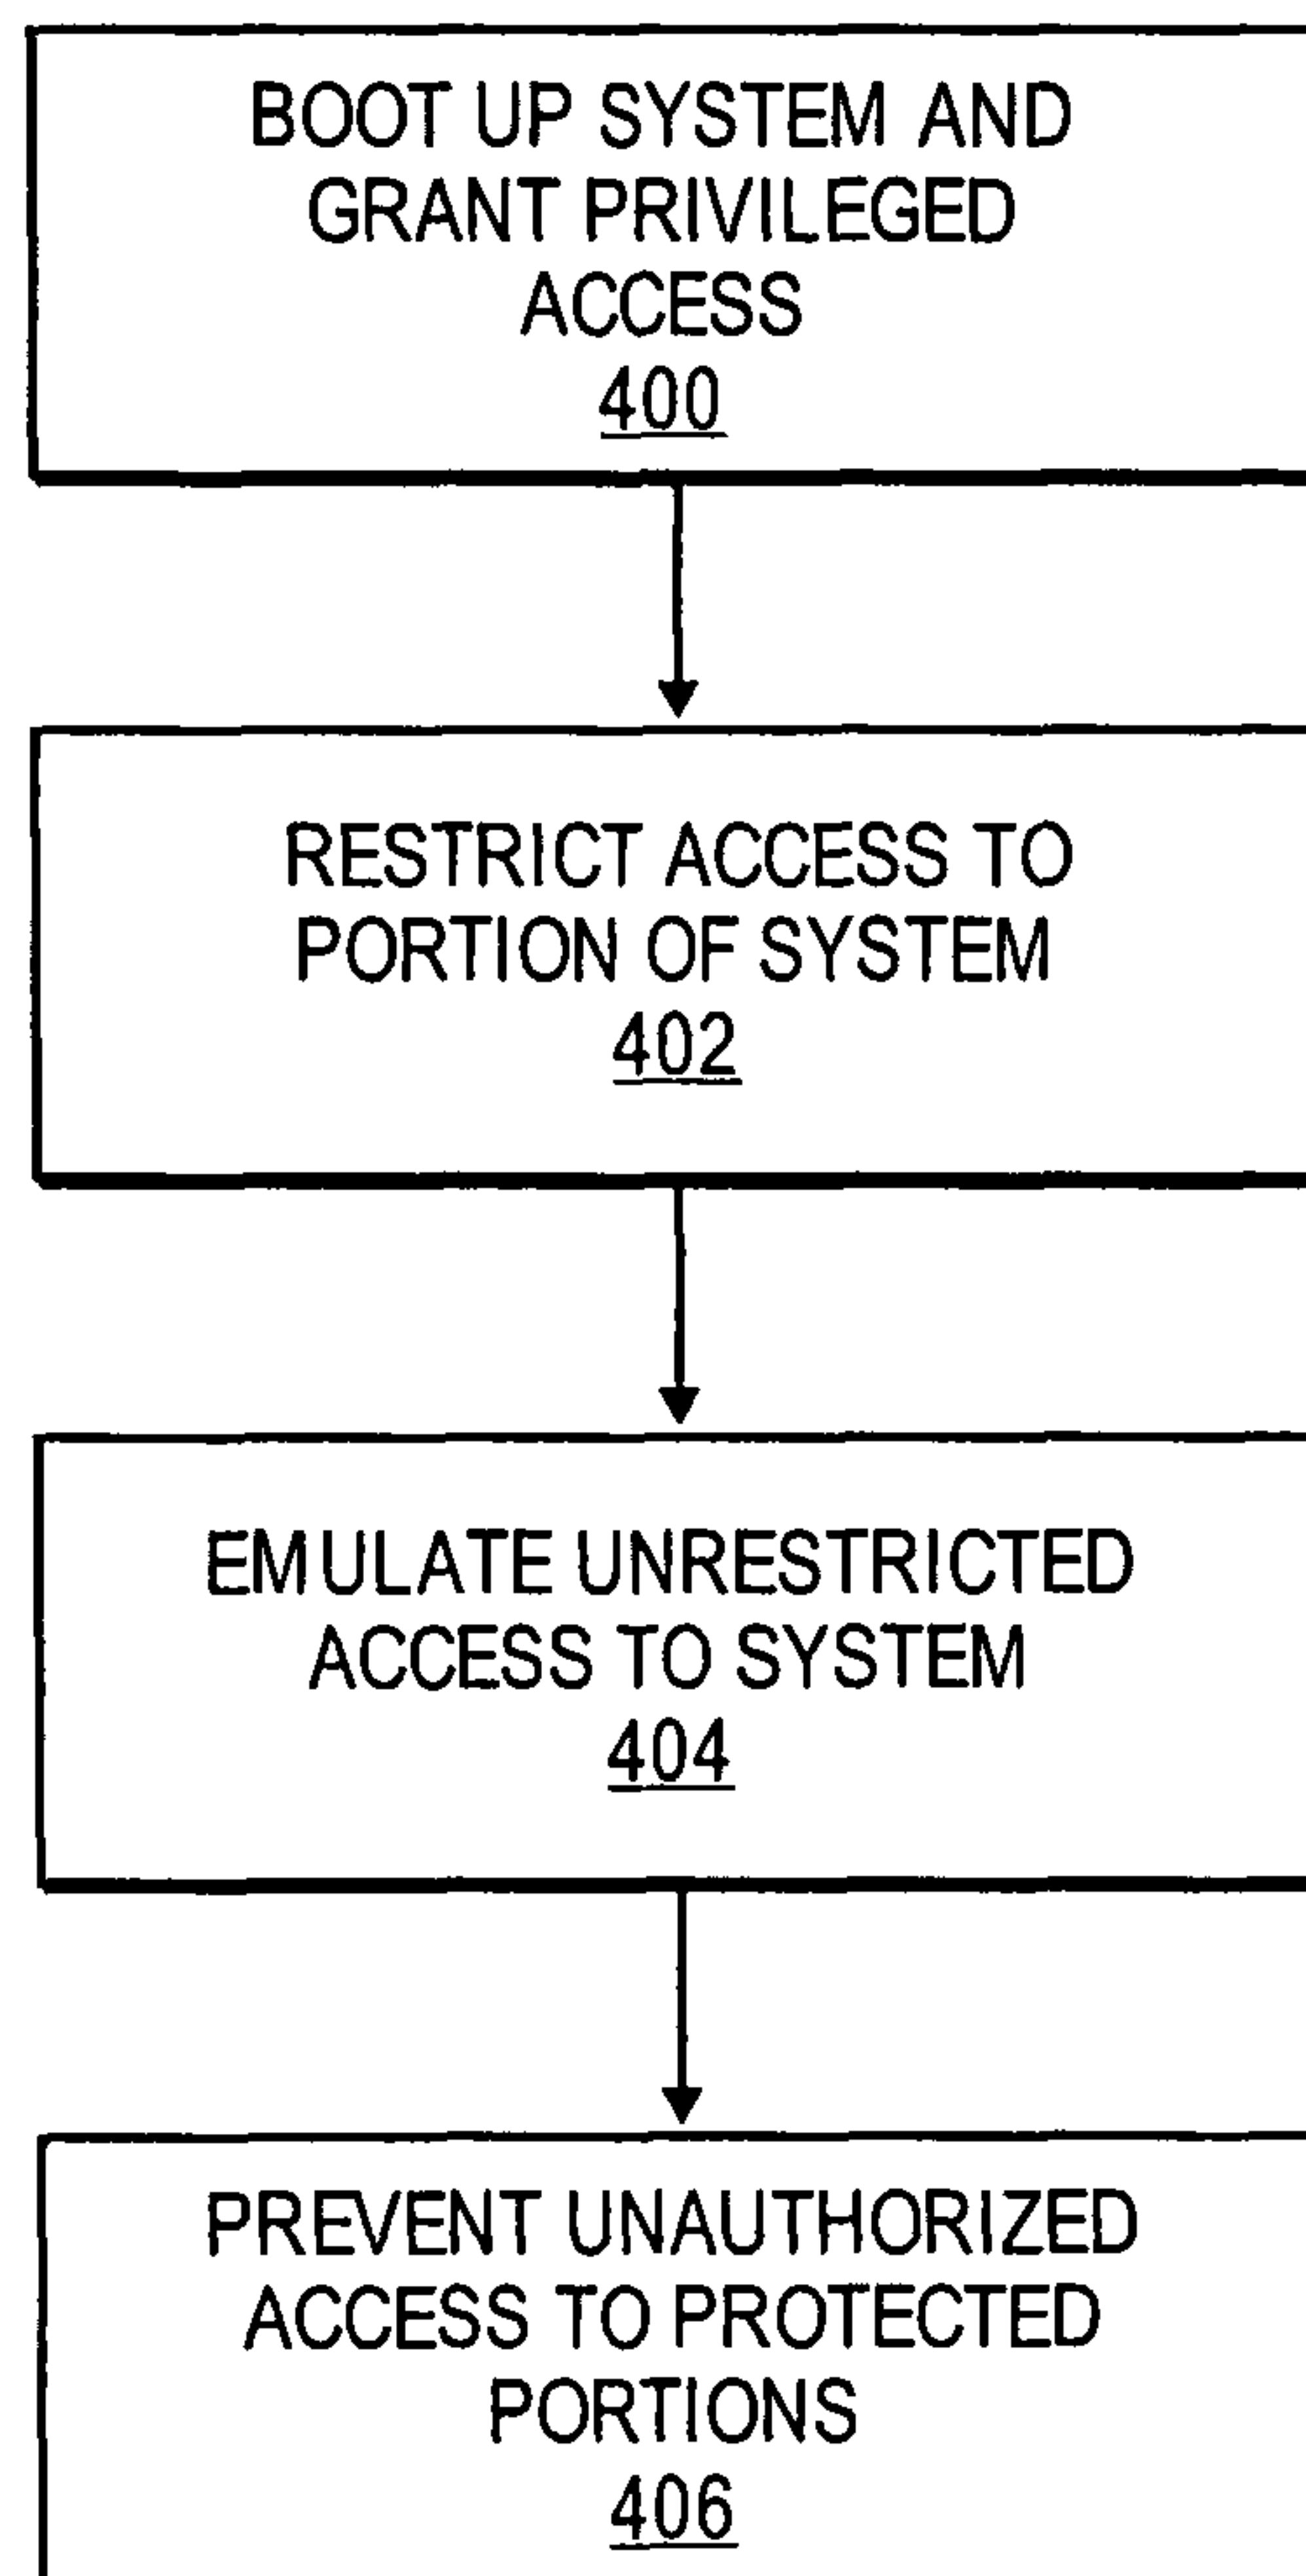 BOOT UP SYSTEM AND
GRANT PRIVILEGED
ACCESS
400
RESTRICT ACCESS TO
PORTION OF SYSTEM
402
EMULATE UNRESTRICTED
ACCESS TO SYSTEM
404
PREVENT UNAUTHORIZED
ACCESS TO PROTECTED
PORTIONS
406